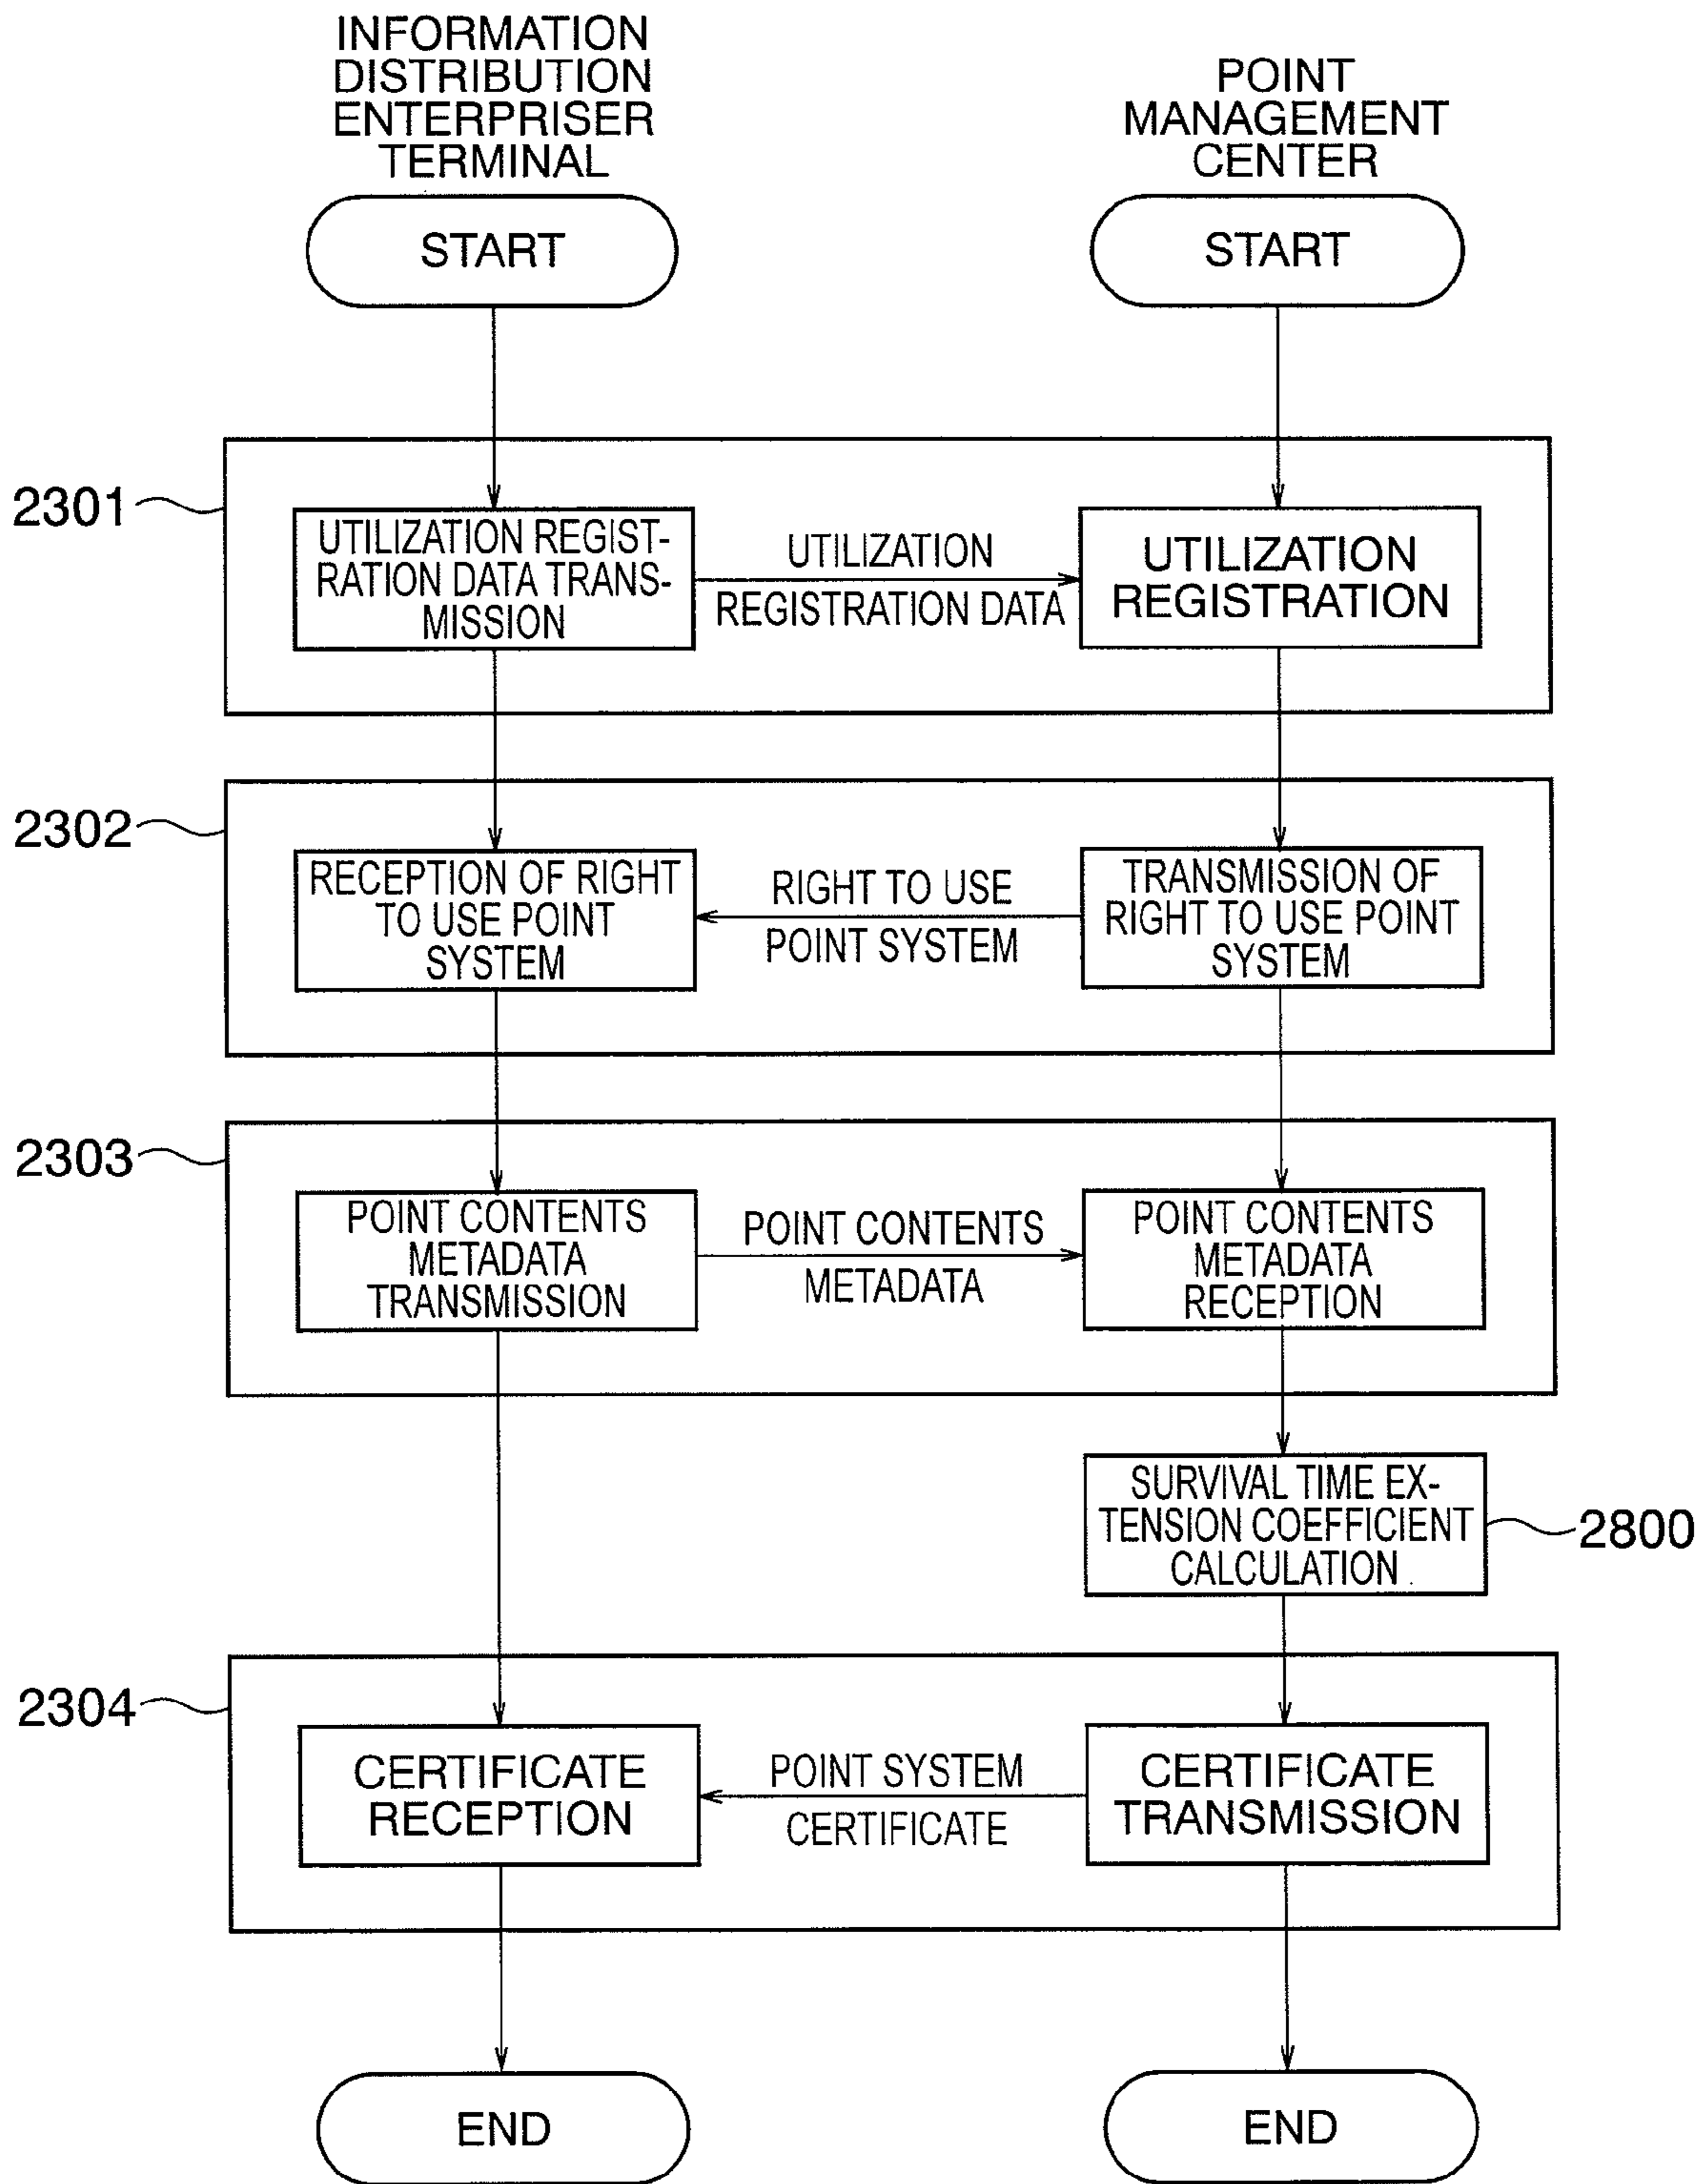 INFORMATION
DISTRIBUTION
ENTERPRISER
TERMINAL
POINT
MANAGEMENT
CENTER
START
START
2301
UTILIZATION REGIST-
RATION DATA TRANS-
MISSION
UTILIZATION
REGISTRATION DATA
UTILIZATION
REGISTRATION
2302
RECEPTION OF RIGHT
TO USE POINT
SYSTEM
RIGHT TO USE
POINT SYSTEM
TRANSMISSION OF
RIGHT TO USE POINT
SYSTEM
2303
POINT CONTENTS
METADATA
TRANSMISSION
POINT CONTENTS
METADATA
POINT CONTENTS
METADATA
RECEPTION
SURVIVAL TIME EX-
TENSION COEFFICIENT
CALCULATION
2800
2304
CERTIFICATE
RECEPTION
POINT SYSTEM
CERTIFICATE
CERTIFICATE
TRANSMISSION
END
END